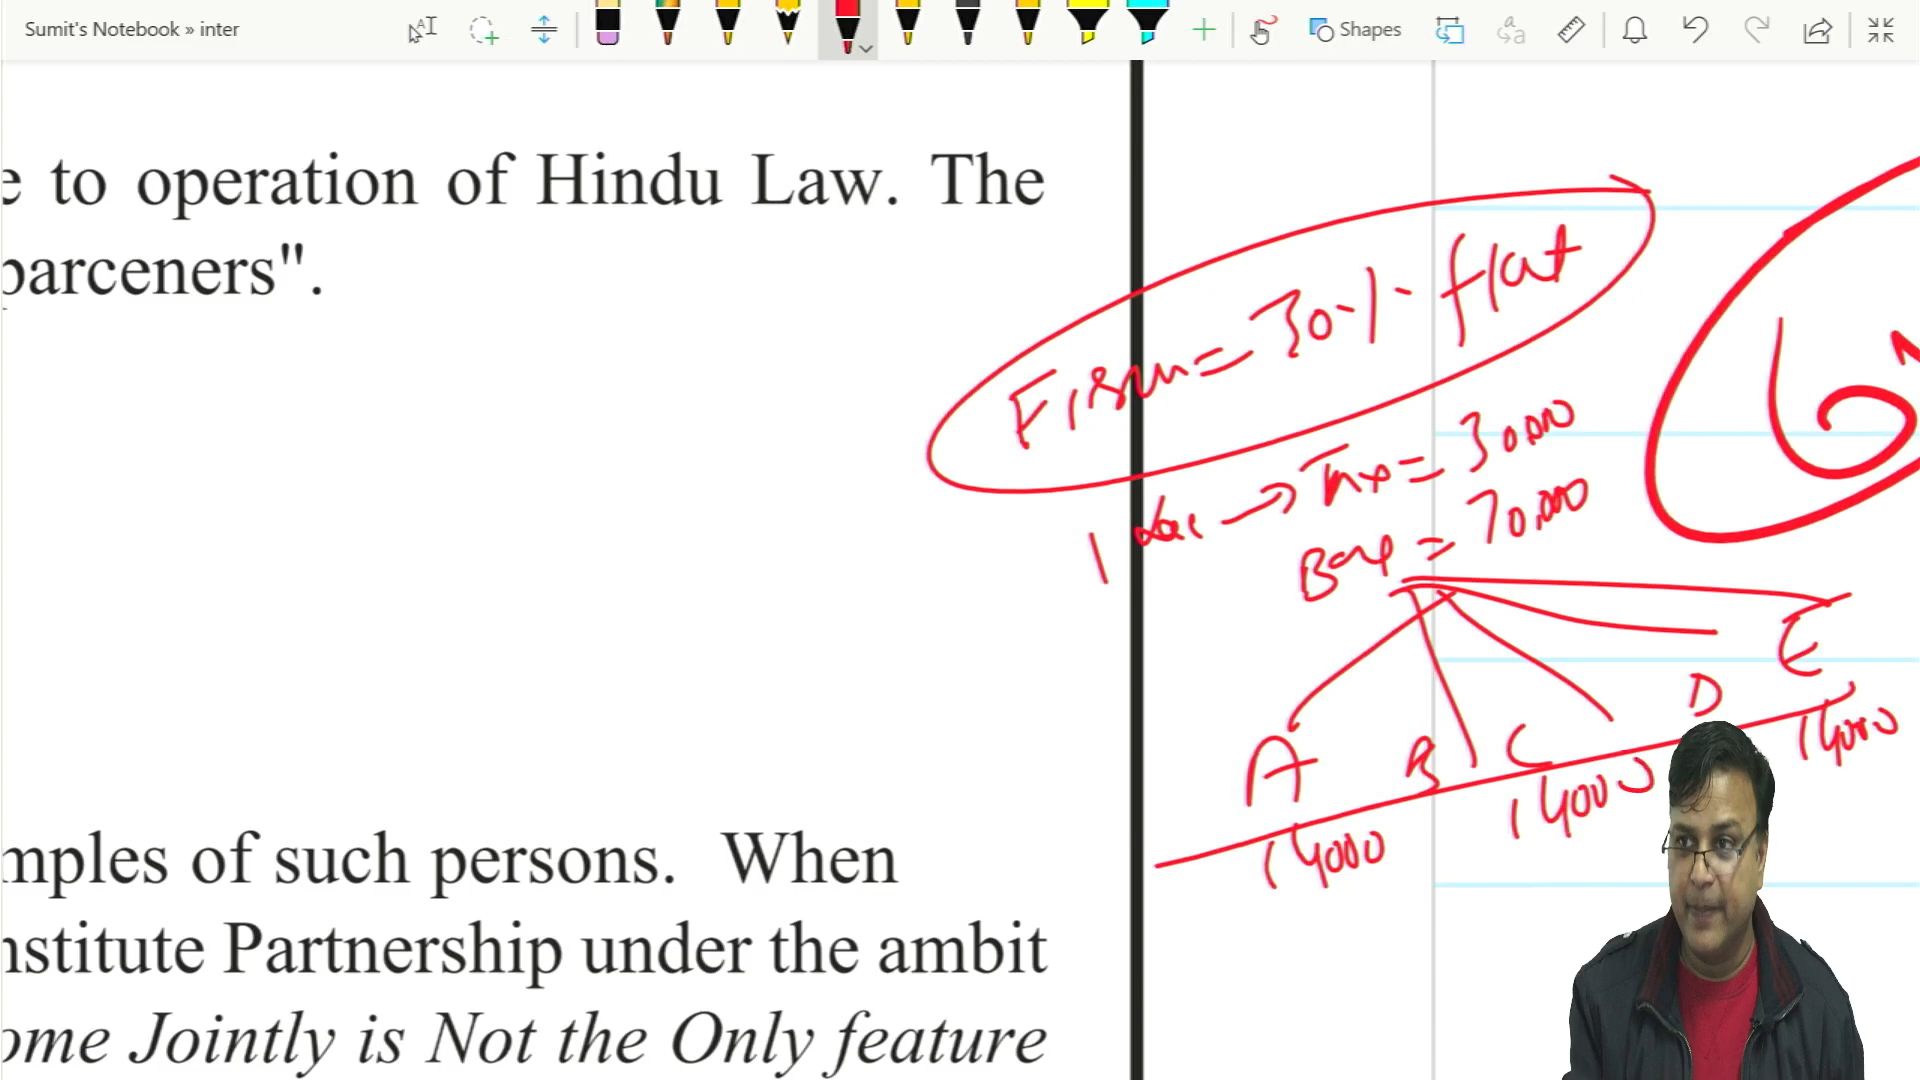 Sumit's Notebook » inter
Shapes
e to operation of Hindu Law. The
parceners".
Firm = 30% flat
1 Lac → Tax = 30,000
= 70,000
A B C D E
14000 14000 14000
mples of such persons. When
nstitute Partnership under the ambit
ome Jointly is Not the Only feature